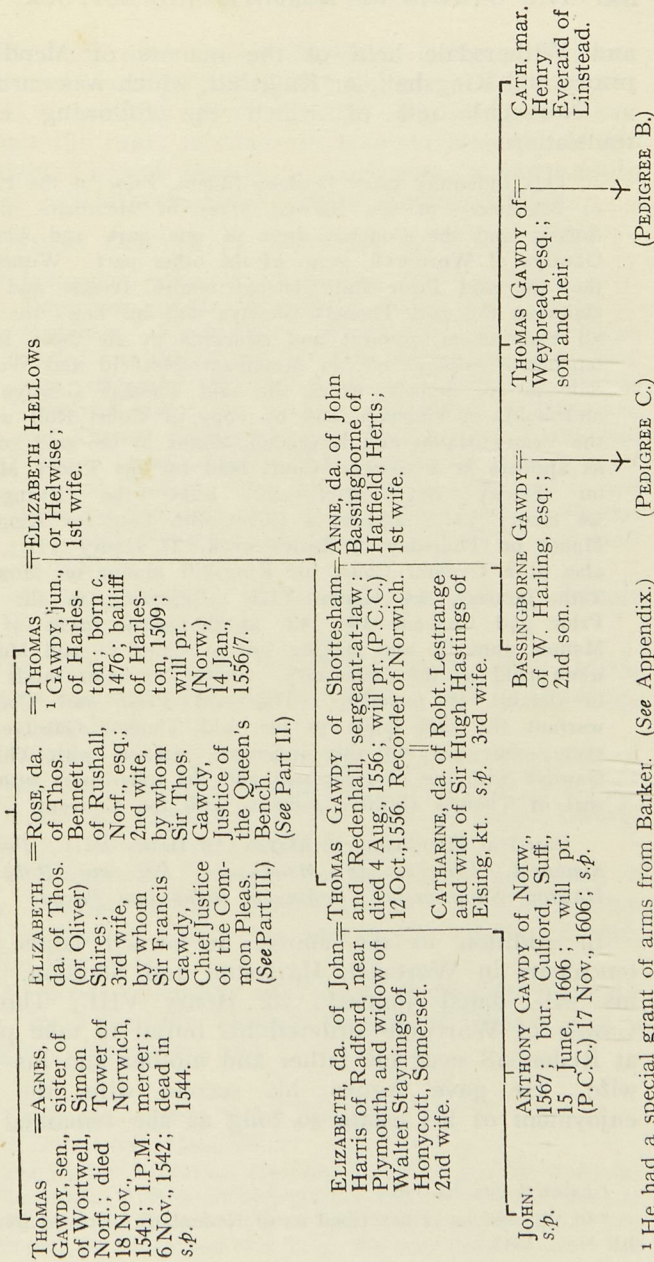 THOMAS
GAWDY, sen.,
of Wortwell,
Norf.; died
18 Nov.,
1541; I.P.M.
6 Nov., 1542;
s.p.
=AGNES,
sister of
Simon
Tower of
Norwich,
mercer;
dead in
1544.
ELIZABETH,
da. of Thos.
(or Oliver)
Shires;
3rd wife,
by whom
Sir Francis
Gawdy,
Chief Justice
of the Com-
mon Pleas.
(See Part III.)
=ROSE, da.
of Thos.
Bennett
of Rushall,
Norf., esq.;
2nd wife,
by whom
Sir Thos.
Gawdy,
Justice of
the Queen's
Bench.
(See Part II.)
=THOMAS
¹ GAWDY, jun.,
of Harles-
ton; born c.
1476; bailiff
of Harles-
ton, 1509;
will pr.
(Norw.)
14 Jan.,
1556/7.
=ELIZABETH HELLOWS
or Helwise;
1st wife.
ELIZABETH, da. of John
Harris of Radford, near
Plymouth, and widow of
Walter Staynings of
Honycott, Somerset.
2nd wife.
=THOMAS GAWDY of Shottesham
and Redenhall, sergeant-at-law;
died 4 Aug., 1556; will pr. (P.C.C.)
12 Oct., 1556. Recorder of Norwich.
=ANNE, da. of John
Bassingborne of
Hatfield, Herts;
1st wife.
||
CATHARINE, da. of Robt. Lestrange
and wid. of Sir Hugh Hastings of
Elsing, kt. s.p. 3rd wife.
JOHN.
s.p.
ANTHONY GAWDY of Norw.,
1567; bur. Culford, Suff.,
15 June, 1606; will pr.
(P.C.C.) 17 Nov., 1606; s.p.
BASSINGBORNE GAWDY=
of W. Harling, esq.;
2nd son.
THOMAS GAWDY of=
Weybread, esq.;
son and heir.
CATH. mar.
Henry
Everard of
Linstead.
(PEDIGREE C.) (PEDIGREE B.)
¹ He had a special grant of arms from Barker. (See Appendix.)